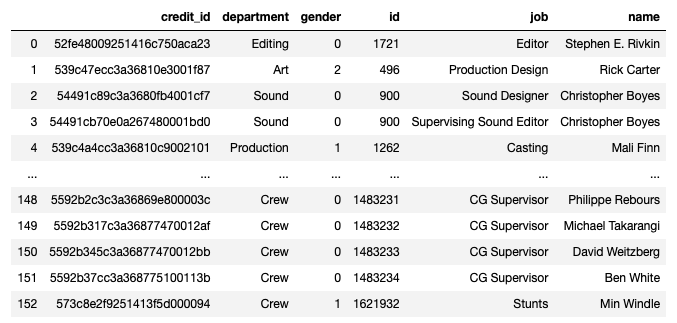 credit_id department gender id job name
0 52fe48009251416c750aca23 Editing 0 1721 Editor Stephen E. Rivkin
1 539c47ecc3a36810e3001f87 Art 2 496 Production Design Rick Carter
2 54491c89c3a3680fb4001cf7 Sound 0 900 Sound Designer Christopher Boyes
3 54491cb70e0a267480001bd0 Sound 0 900 Supervising Sound Editor Christopher Boyes
4 539c4a4cc3a36810c9002101 Production 1 1262 Casting Mali Finn
... ... ... ... ... ... ...
148 5592b2c3c3a36869e800003c Crew 0 1483231 CG Supervisor Philippe Rebours
149 5592b317c3a36877470012af Crew 0 1483232 CG Supervisor Michael Takarangi
150 5592b345c3a36877470012bb Crew 0 1483233 CG Supervisor David Weitzberg
151 5592b37cc3a368775100113b Crew 0 1483234 CG Supervisor Ben White
152 573c8e2f9251413f5d000094 Crew 1 1621932 Stunts Min Windle